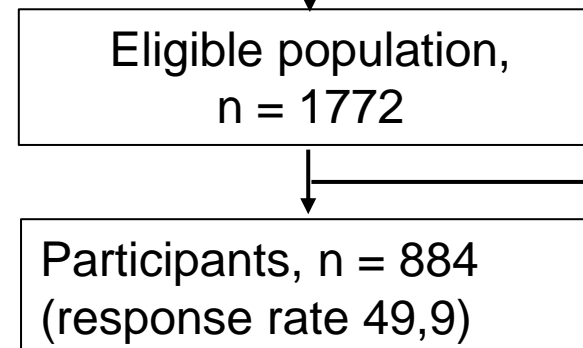 Eligible population,
n = 1772
Participants, n = 884
(response rate 49,9)